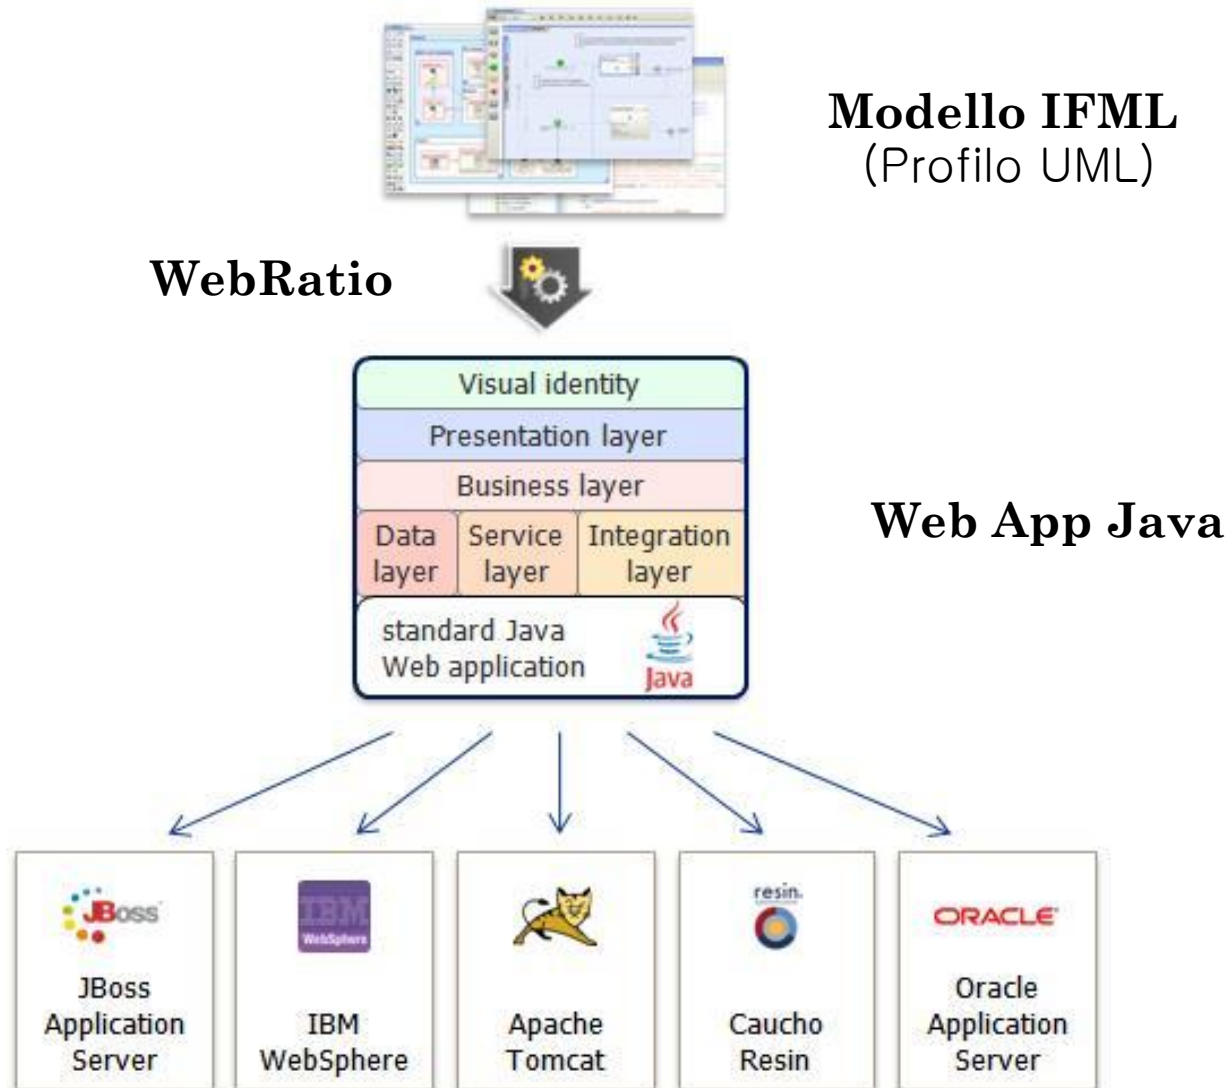 Modello IFML
(Profilo UML)
WebRatio
Visual identity
Presentation layer
Business layer
Data
layer
Service
layer
Integration
layer
Web App Java
standard Java
Web application
Java
JBoss
JBoss
Application
Server
IBM
WebSphere
IBM
WebSphere
Apache
Tomcat
resin.
Caucho
Resin
ORACLE
Oracle
Application
Server